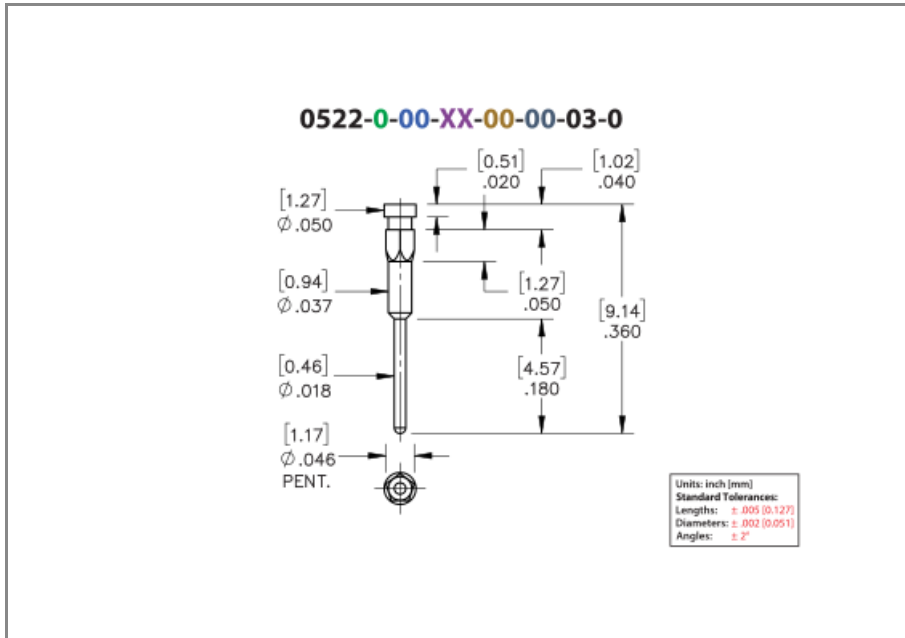 0522-0-00-XX-00-00-03-0
[0.51]
.020
[1.02]
.040
[1.27]
Ø.050
[0.94]
Ø.037
[1.27]
.050
[9.14]
.360
[0.46]
Ø.018
[4.57]
.180
[1.17]
Ø.046
PENT.
Units: inch [mm]
Standard Tolerances:
Lengths: ± .005 [0.127]
Diameters: ± .002 [0.051]
Angles: ± 2°